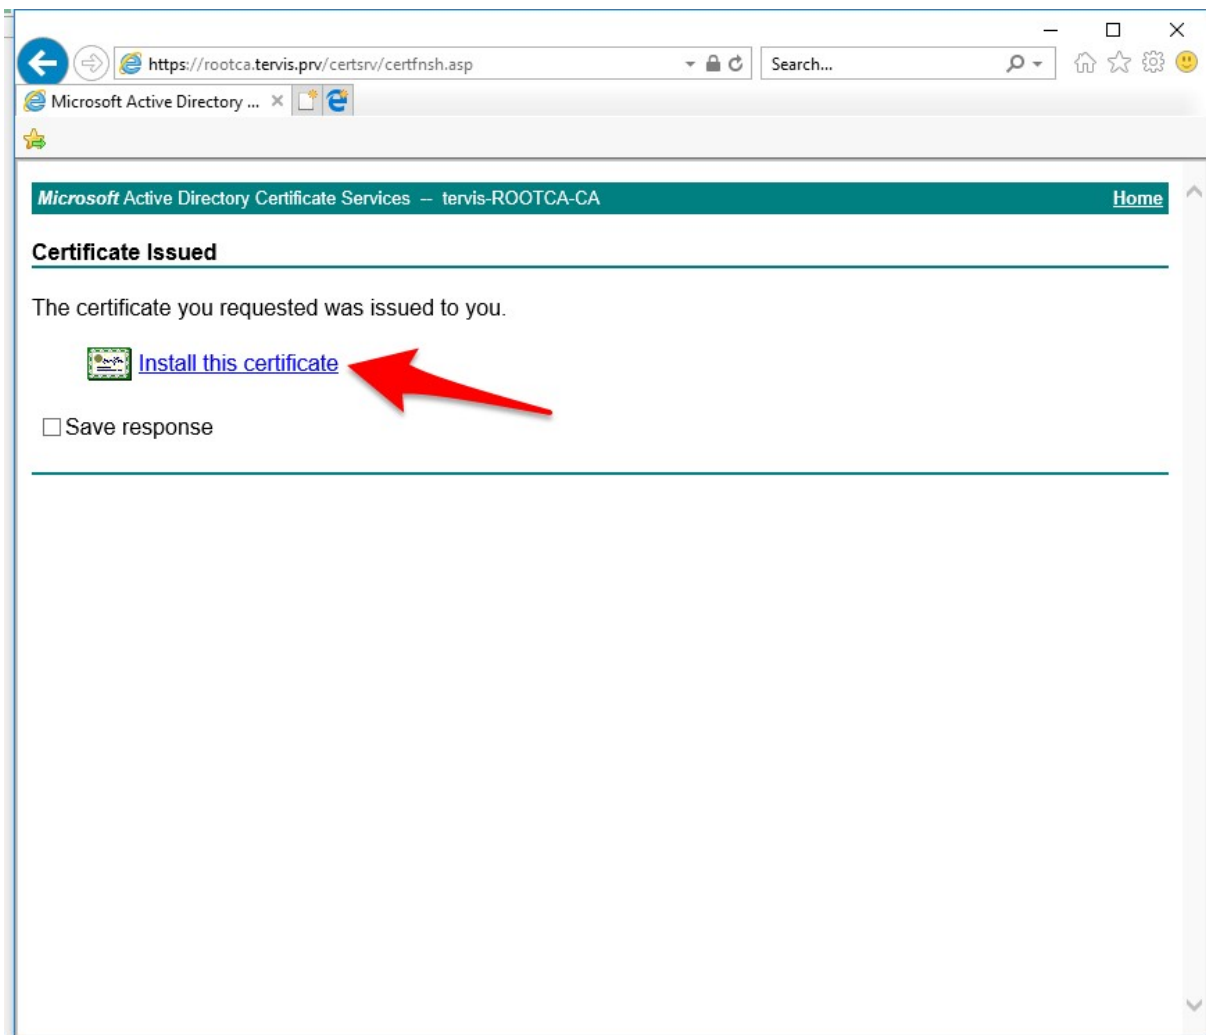 https://rootca.tervis.prv/certsrv/certfnsh.asp
Search...
Microsoft Active Directory ...
Microsoft Active Directory Certificate Services -- tervis-ROOTCA-CA
Home
Certificate Issued
The certificate you requested was issued to you.
Install this certificate
Save response